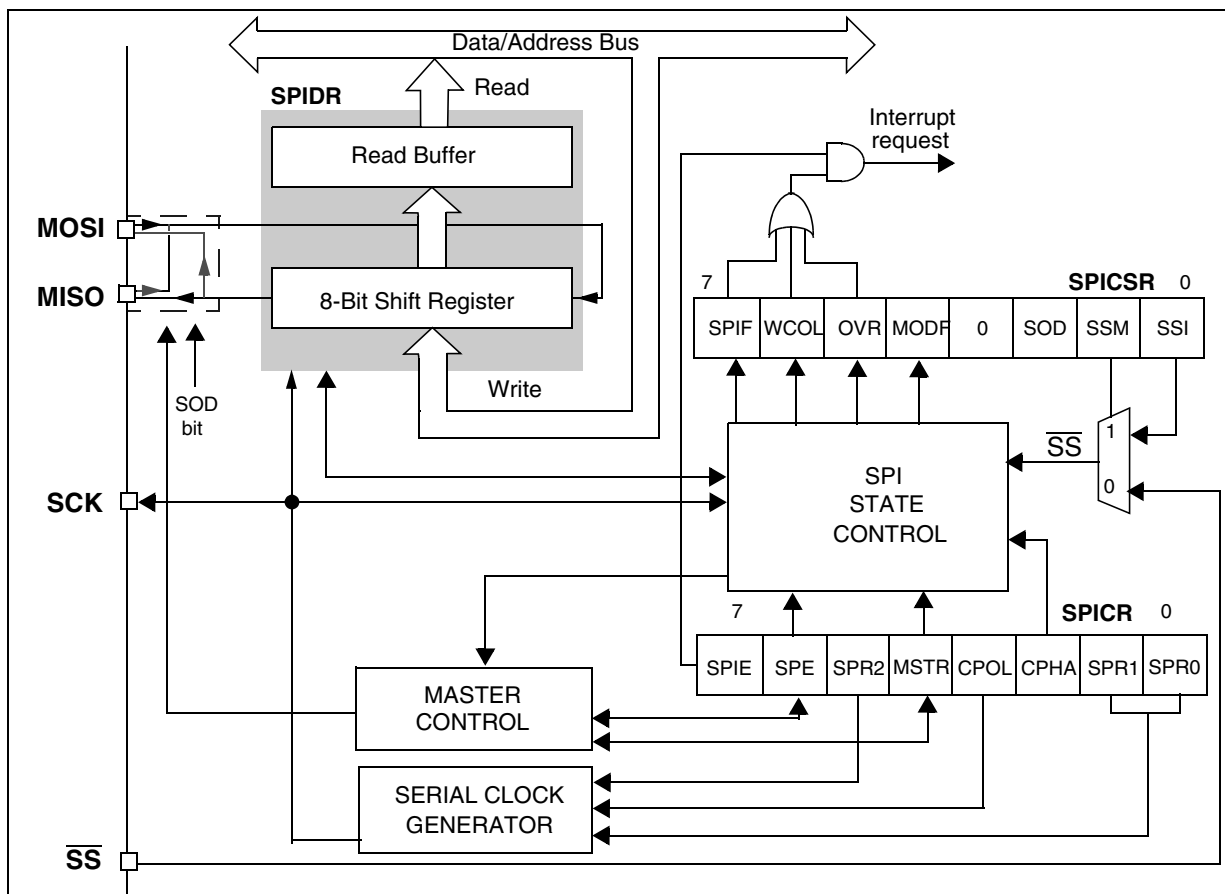 Data/Address Bus
SPIDR
Read
Read Buffer
Interrupt
request
MOSI
MISO
8-Bit Shift Register
7
SPICSR
0
SPIF
WCOL
OVR
MODF
0
SOD
SSM
SSI
Write
SOD
bit
1
SS
0
SCK
SPI
STATE
CONTROL
7
SPICR
0
SPIE
SPE
SPR2
MSTR
CPOL
CPHA
SPR1
SPR0
MASTER
CONTROL
SERIAL CLOCK
GENERATOR
SS